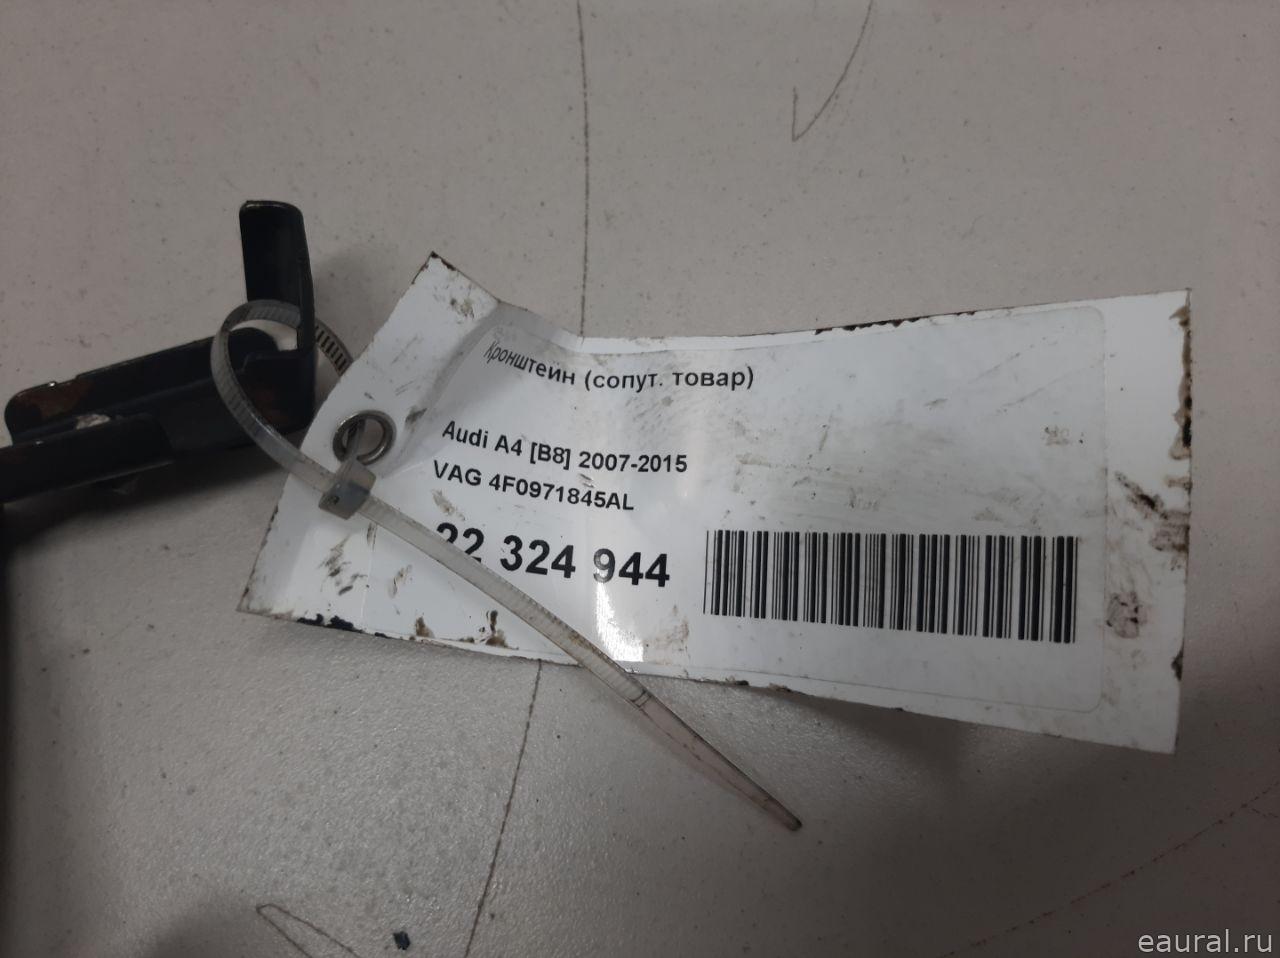 Кронштейн (сопут. товар)
Audi A4 [B8] 2007-2015
VAG 4F0971845AL
22 324 944
eaural.ru